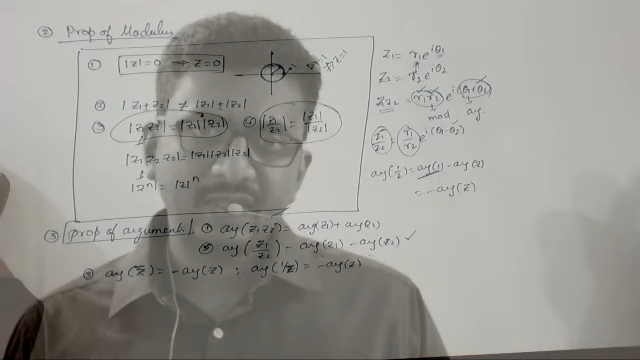 ② Prop of Modulus
① |z|=0 ⟹ z=0
② |z₁+z₂| ≠ |z₁|+|z₂|
③ |z₁z₂|=|z₁||z₂| ④ |z₁/z₂| = |z₁|/|z₂|
|z₁z₂z₃|=|z₁||z₂||z₃|
|zⁿ|=|z|ⁿ
z₁= r₁e^{iθ₁}
z₂= r₂e^{iθ₂}
z₁z₂ = r₁r₂ e^{i(θ₁+θ₂)}
mod arg.
z₁/z₂ = r₁/r₂ e^{i(θ₁-θ₂)}
arg(1/z)= arg(1) - arg(z)
= -arg(z)
③ prop of arguments ① arg(z₁z₂)= arg(z₁)+arg(z₂)
② arg(z₁/z₂) = arg(z₁) - arg(z₂) ✓
③ arg(z̅)= -arg(z) ; arg(1/z)= -arg(z)